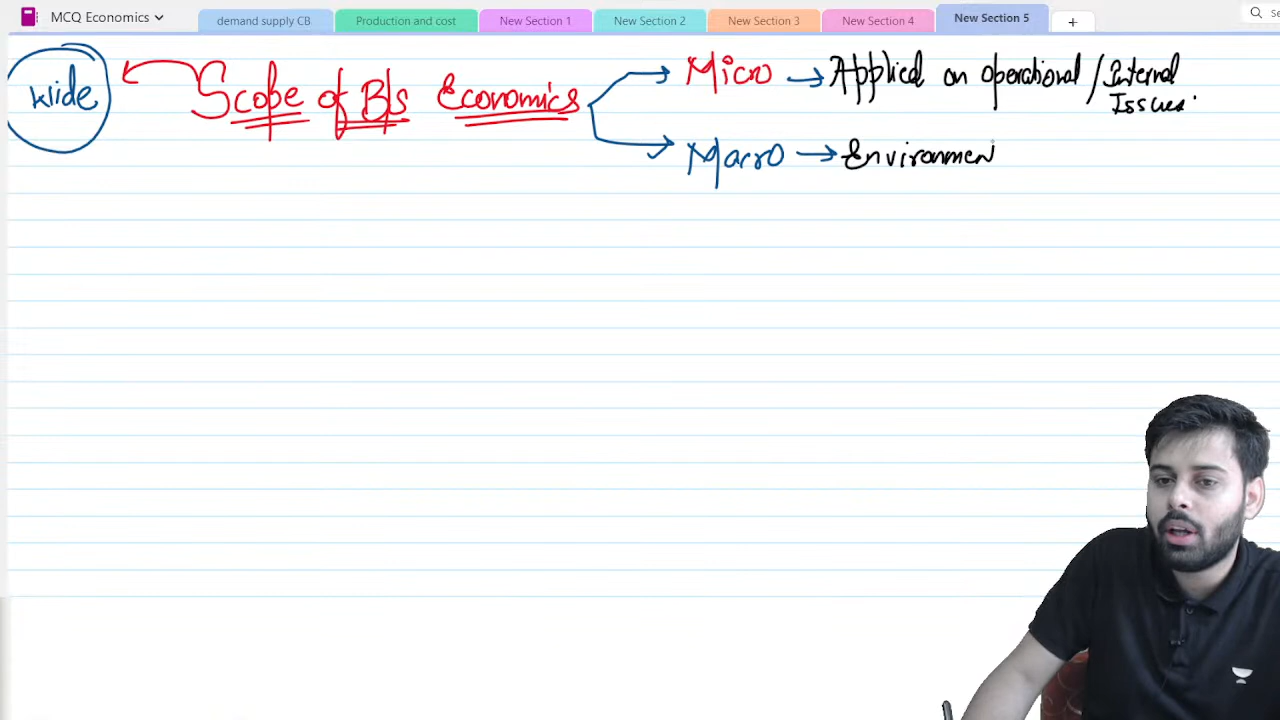 MCQ Economics
demand supply CB
Production and cost
New Section 1
New Section 2
New Section 3
New Section 4
New Section 5
+
Se
wide
Scope of B/s Economics
Micro → Applied on operational / Internal
Issues.
Macro → Environmen